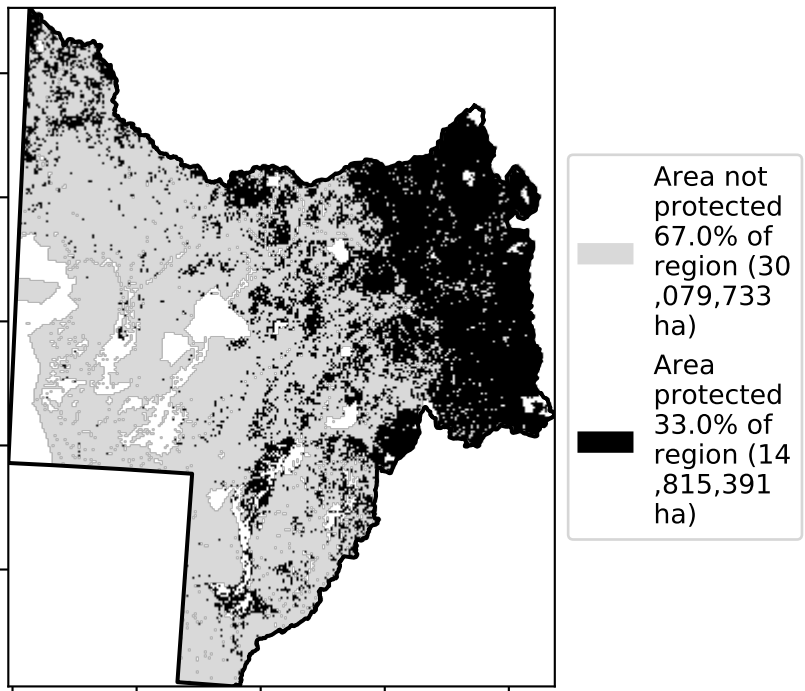 Area not
protected
67.0% of
region (30
,079,733
ha)
Area
protected
33.0% of
region (14
,815,391
ha)